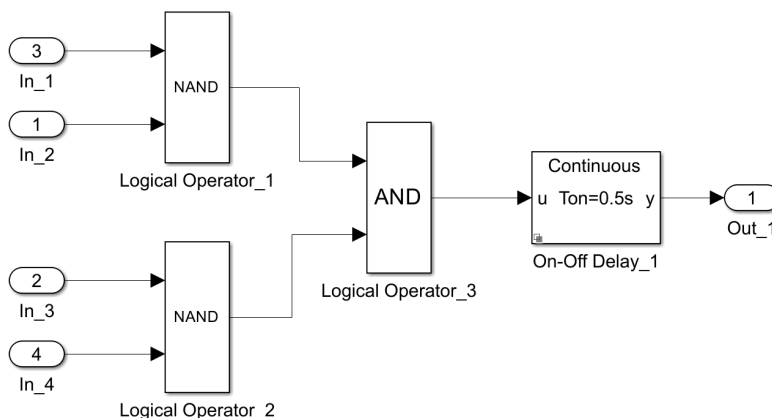 3
In_1
1
In_2
NAND
Logical Operator_1
2
In_3
4
In_4
NAND
Logical Operator_2
AND
Logical Operator_3
Continuous
u Ton=0.5s y
On-Off Delay_1
1
Out_1